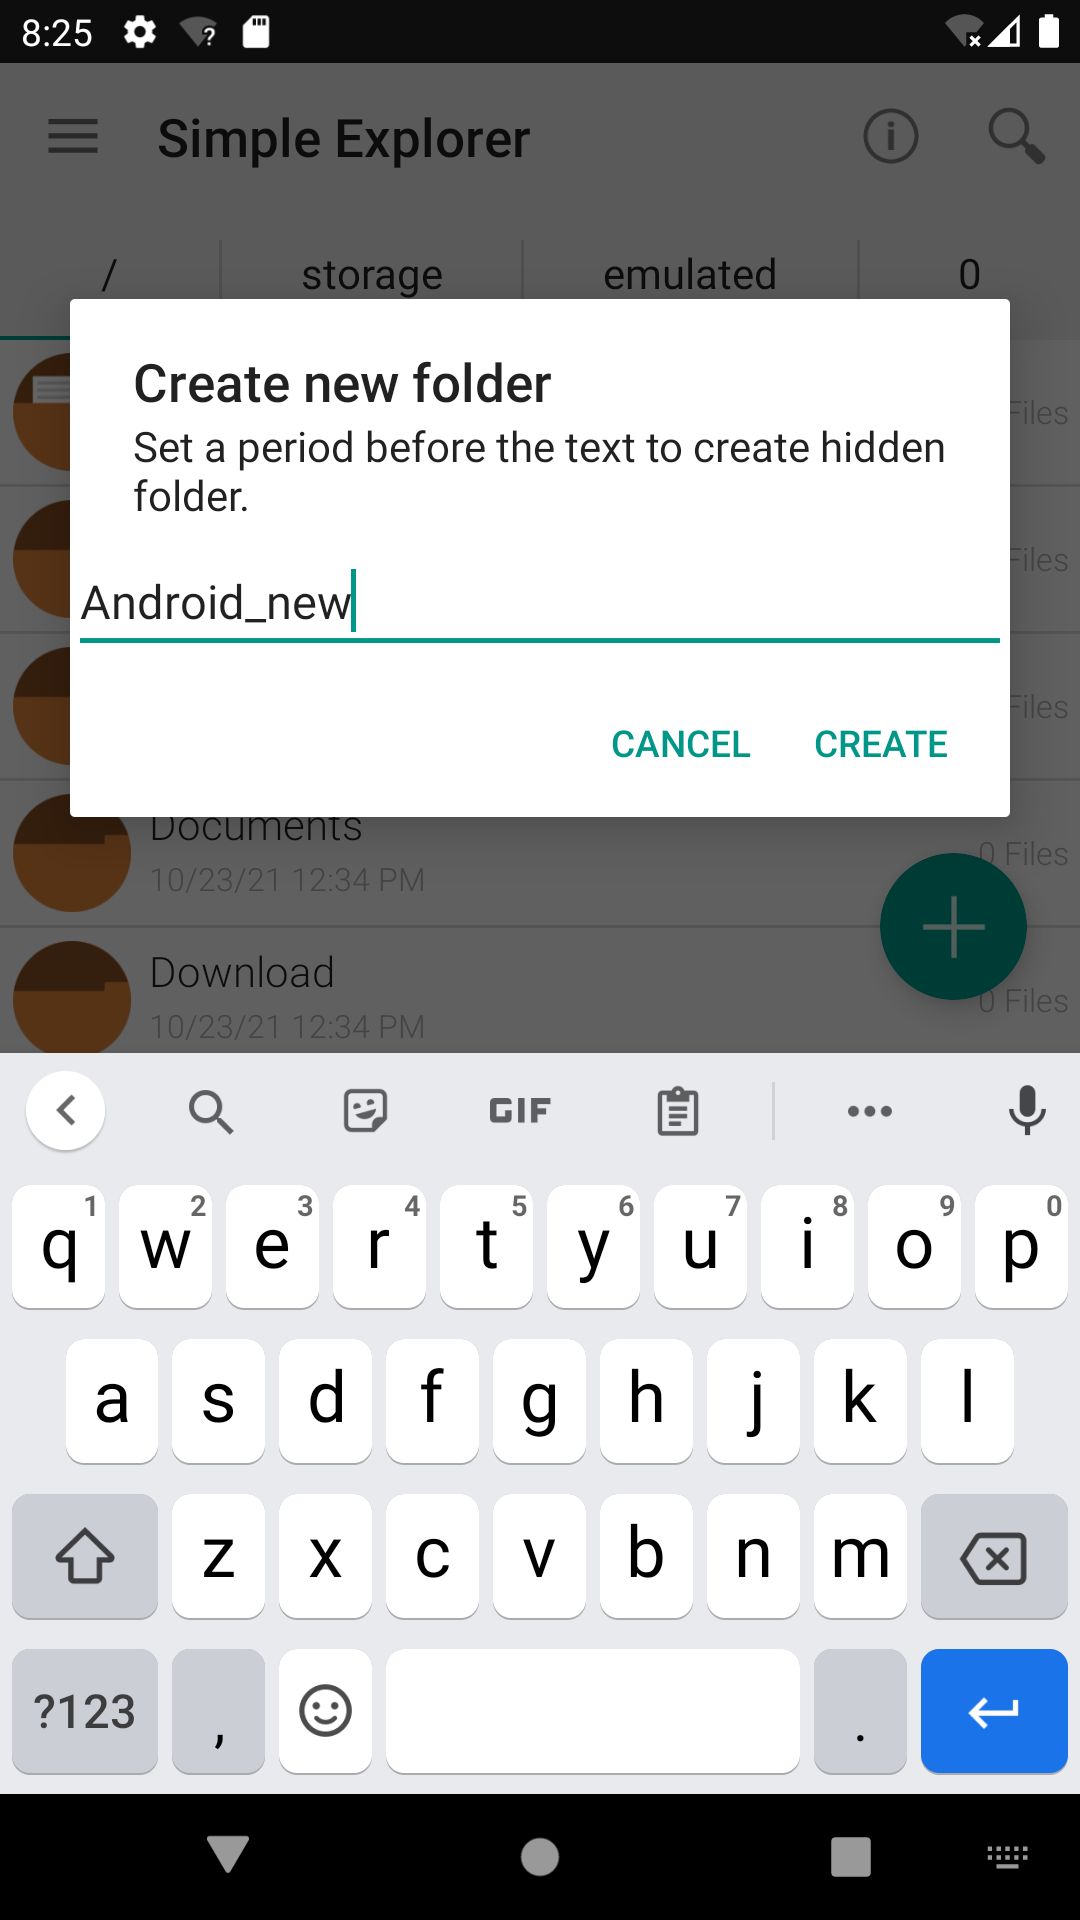 8:25
Simple Explorer
/ storage emulated 0
Create new folder
Set a period before the text to create hidden
folder.
Android_new
CANCEL CREATE
Files
Files
Files
Documents
10/23/21 12:34 PM
0 Files
Download
10/23/21 12:34 PM
0 Files
GIF
q 1 w 2 e 3 r 4 t 5 y 6 u 7 i 8 o 9 p 0
a s d f g h j k l
z x c v b n m
?123 , .